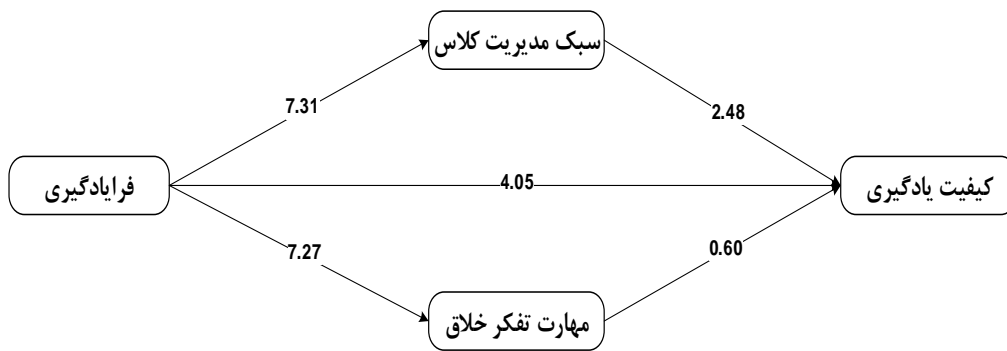 سبک مدیریت کلاس
7.31
2.48
فرایادگیری
4.05
کیفیت یادگیری
7.27
0.60
مهارت تفکر خلاق